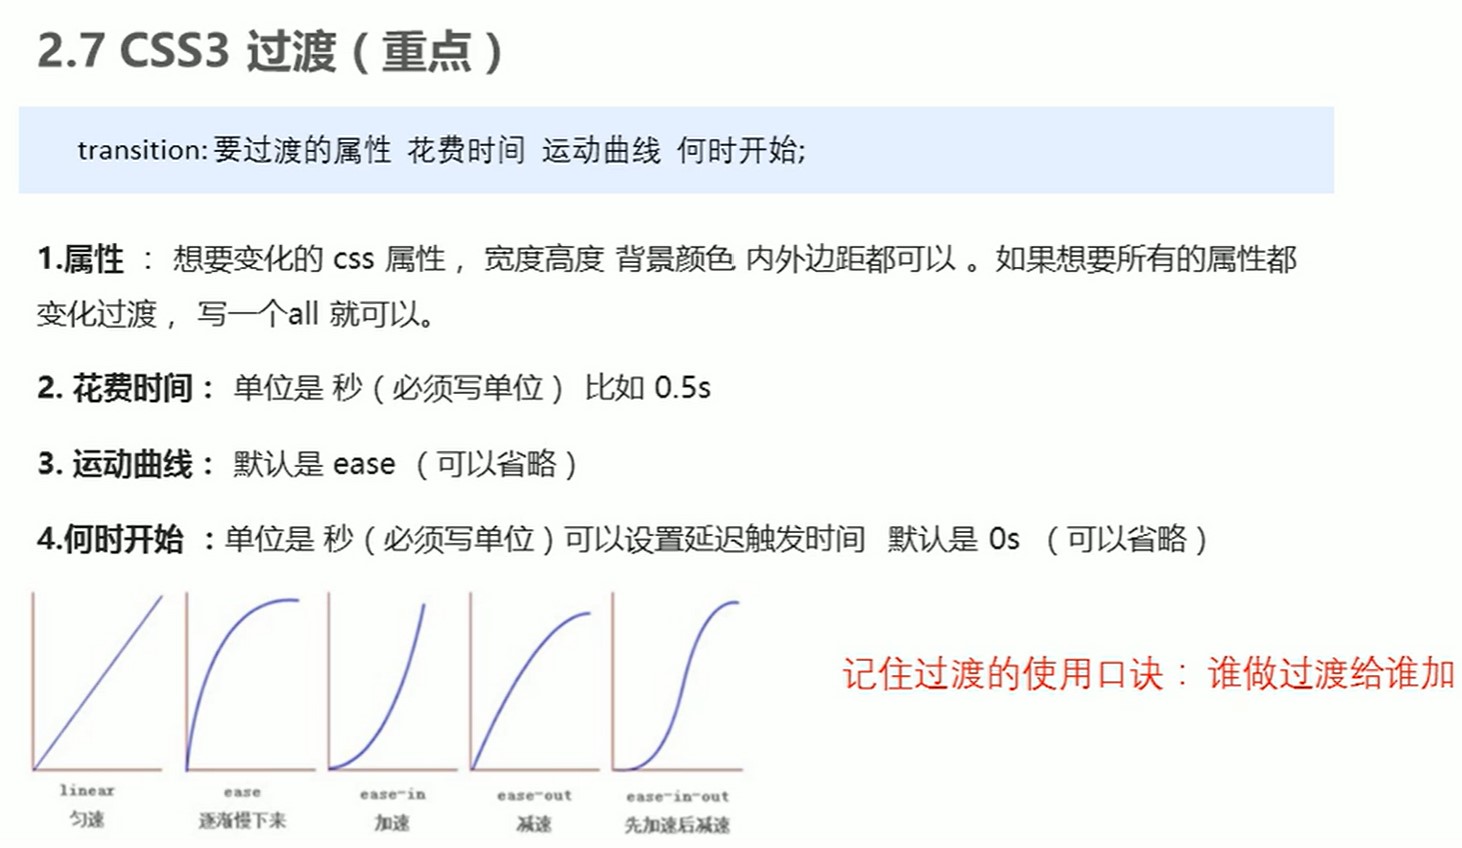 2.7 CSS3 过渡（重点）
transition: 要过渡的属性 花费时间 运动曲线 何时开始;
1.属性 ： 想要变化的 css 属性， 宽度高度 背景颜色 内外边距都可以 。如果想要所有的属性都
变化过渡， 写一个all 就可以。
2. 花费时间： 单位是 秒（必须写单位） 比如 0.5s
3. 运动曲线： 默认是 ease （可以省略）
4.何时开始 ：单位是 秒（必须写单位）可以设置延迟触发时间 默认是 0s （可以省略）
记住过渡的使用口诀： 谁做过渡给谁加
linear ease ease-in ease-out ease-in-out
匀速 逐渐慢下来 加速 减速 先加速后减速